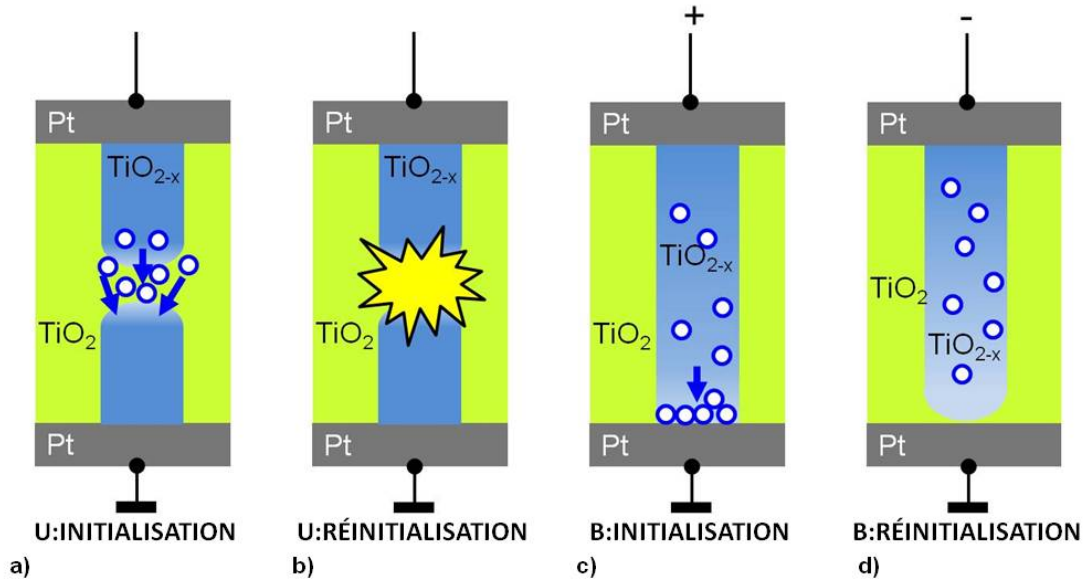 +
-
Pt
Pt
Pt
Pt
TiO2-x
TiO2-x
TiO2-x
TiO2
TiO2
TiO2
TiO2
TiO2-x
Pt
Pt
Pt
Pt
U:INITIALISATION
U:RÉINITIALISATION
B:INITIALISATION
B:RÉINITIALISATION
a)
b)
c)
d)